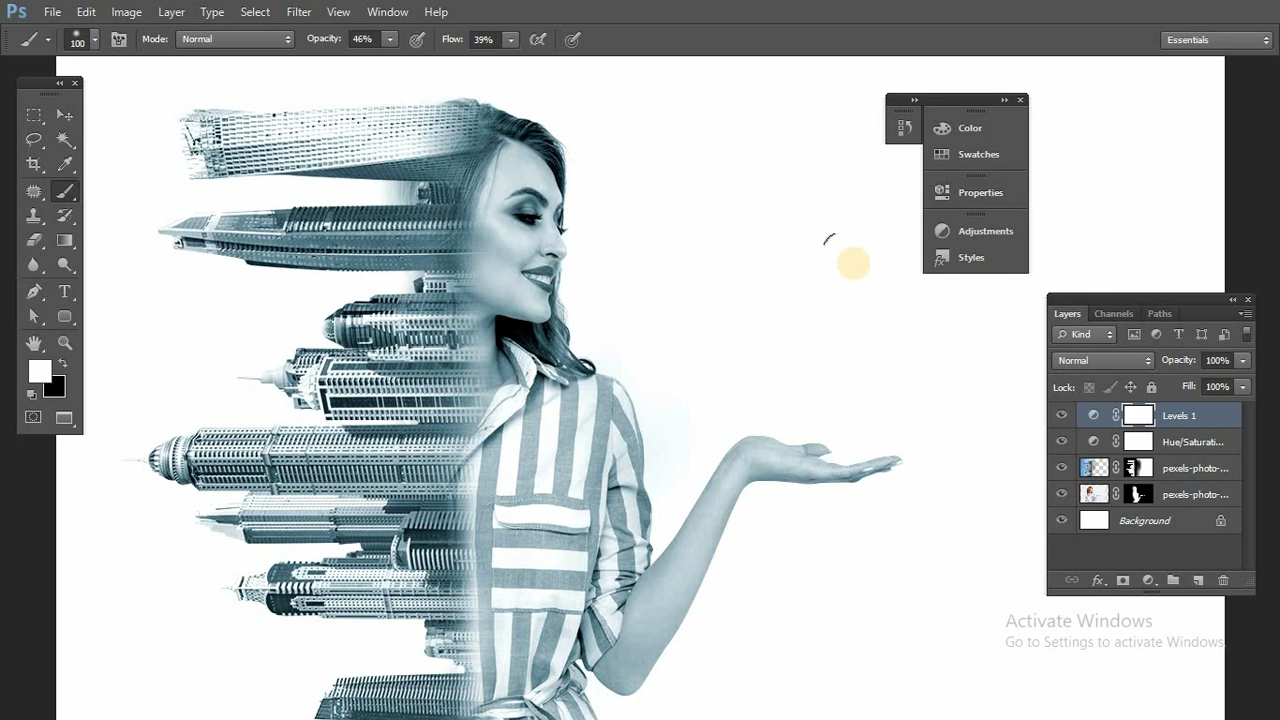 Ps File Edit Image Layer Type Select Filter View Window Help
100 Mode: Normal Opacity: 46% Flow: 39% Essentials
Color
Swatches
Properties
Adjustments
Styles
Layers Channels Paths
Kind
Normal Opacity: 100%
Lock: Fill: 100%
Levels 1
Hue/Saturati...
pexels-photo-...
pexels-photo-...
Background
fx
Activate Windows
Go to Settings to activate Windows.